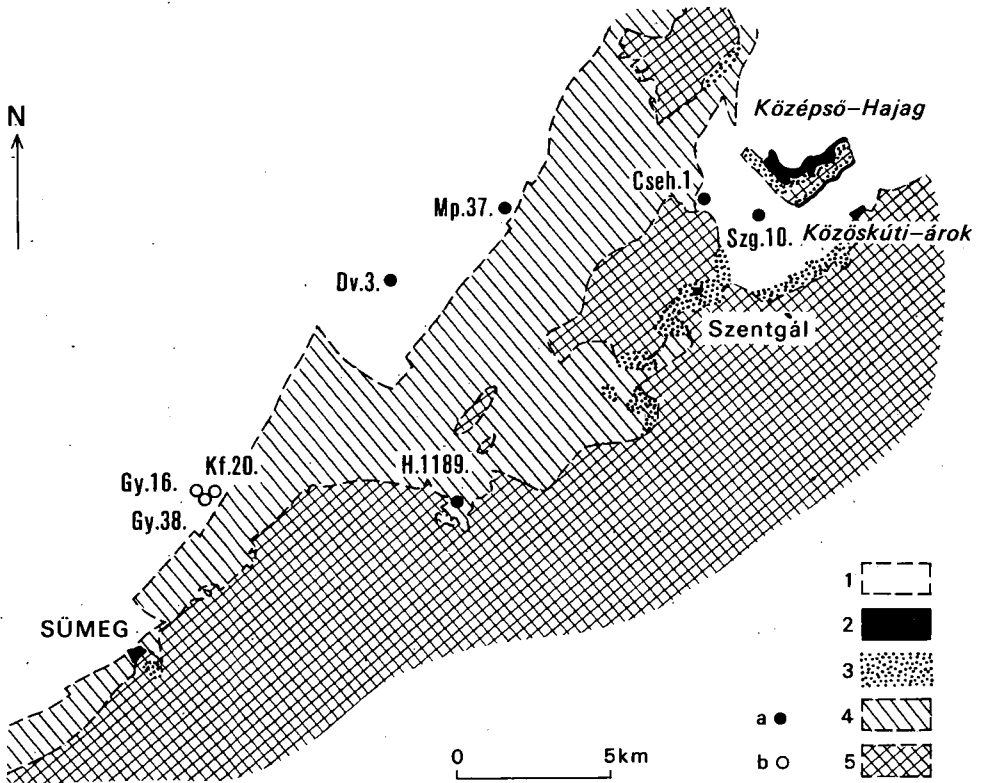 N
Középső-Hajag
Cseh.1
Mp.37.
Szg.10.
Közöskúti-árok
Dv.3.
Szentgál
H.1189.
Kf.20.
Gy.16.
Gy.38.
SÜMEG
1
2
3
a 4
b 5
0 5km